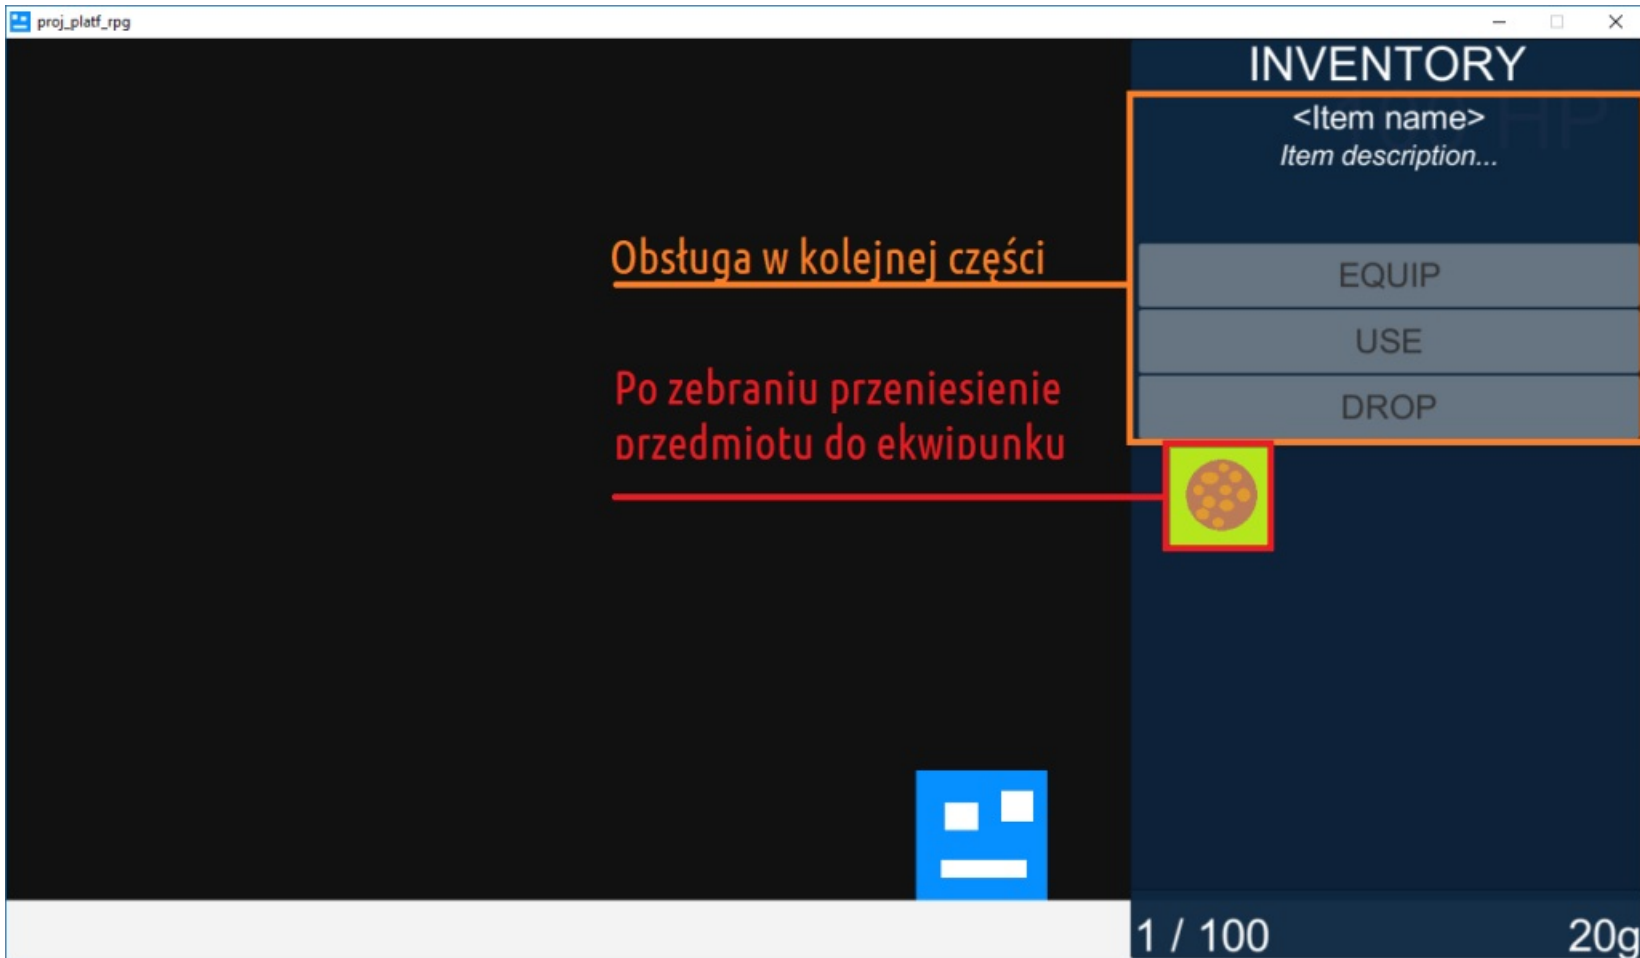 proj_platf_rpg
INVENTORY
HP
<Item name>
Item description...
Obsługa w kolejnej części
EQUIP
USE
Po zebraniu przeniesienie
DROP
przedmiotu do ekwipunku
1 / 100
20g